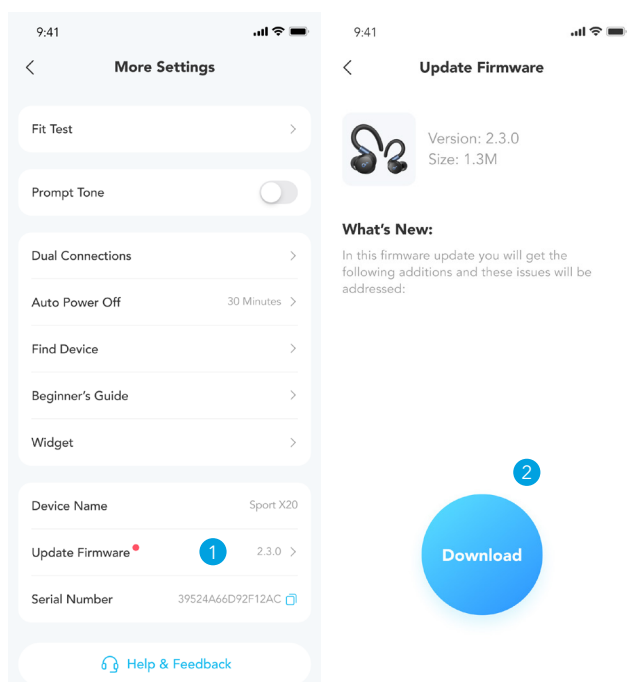 9:41
More Settings
Fit Test
Prompt Tone
Dual Connections
Auto Power Off 30 Minutes
Find Device
Beginner's Guide
Widget
Device Name Sport X20
Update Firmware 1 2.3.0
Serial Number 39524A66D92F12AC
Help & Feedback
9:41
Update Firmware
Version: 2.3.0
Size: 1.3M
What's New:
In this firmware update you will get the
following additions and these issues will be
addressed:
2
Download